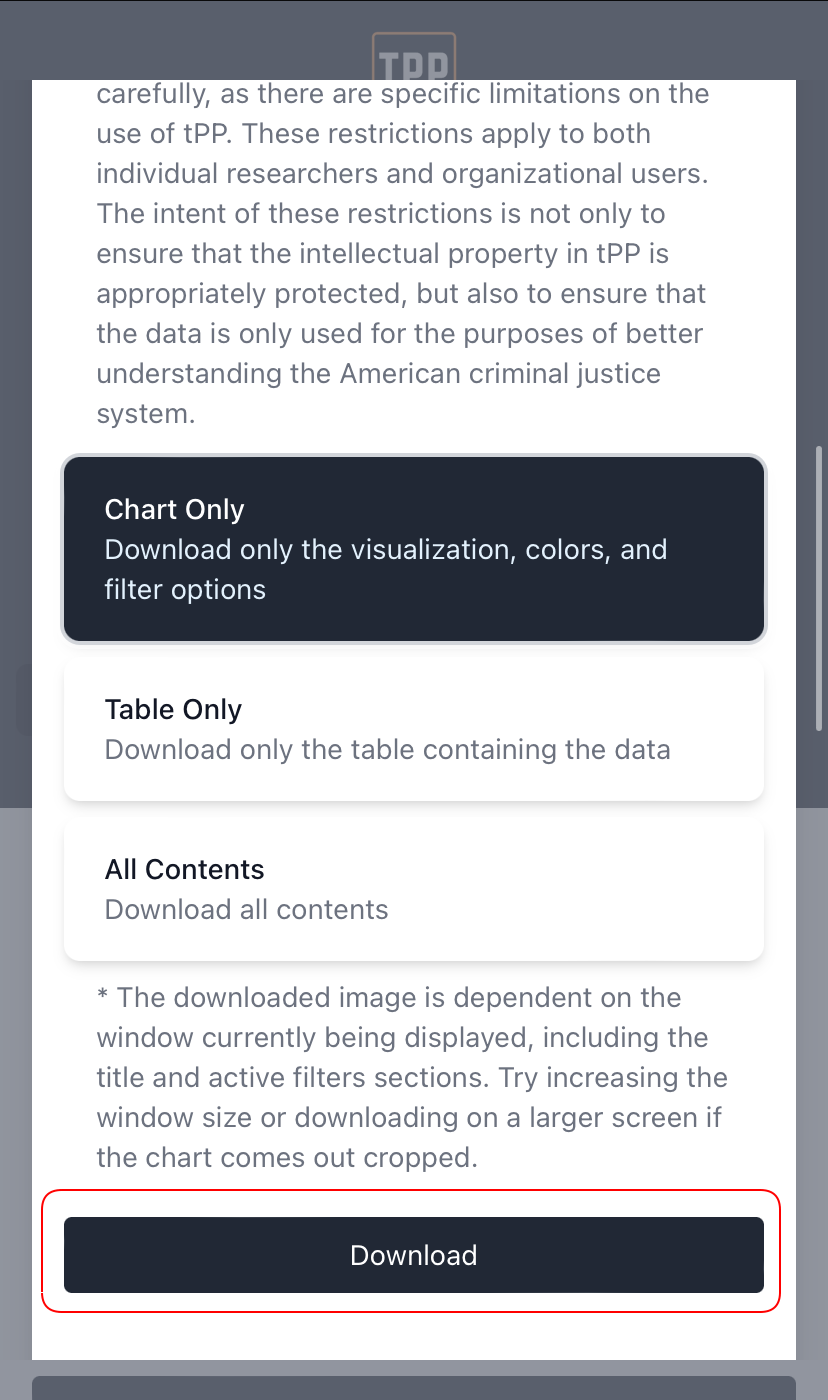 TPP
carefully, as there are specific limitations on the
use of tPP. These restrictions apply to both
individual researchers and organizational users.
The intent of these restrictions is not only to
ensure that the intellectual property in tPP is
appropriately protected, but also to ensure that
the data is only used for the purposes of better
understanding the American criminal justice
system.
Chart Only
Download only the visualization, colors, and
filter options
Table Only
Download only the table containing the data
All Contents
Download all contents
* The downloaded image is dependent on the
window currently being displayed, including the
title and active filters sections. Try increasing the
window size or downloading on a larger screen if
the chart comes out cropped.
Download